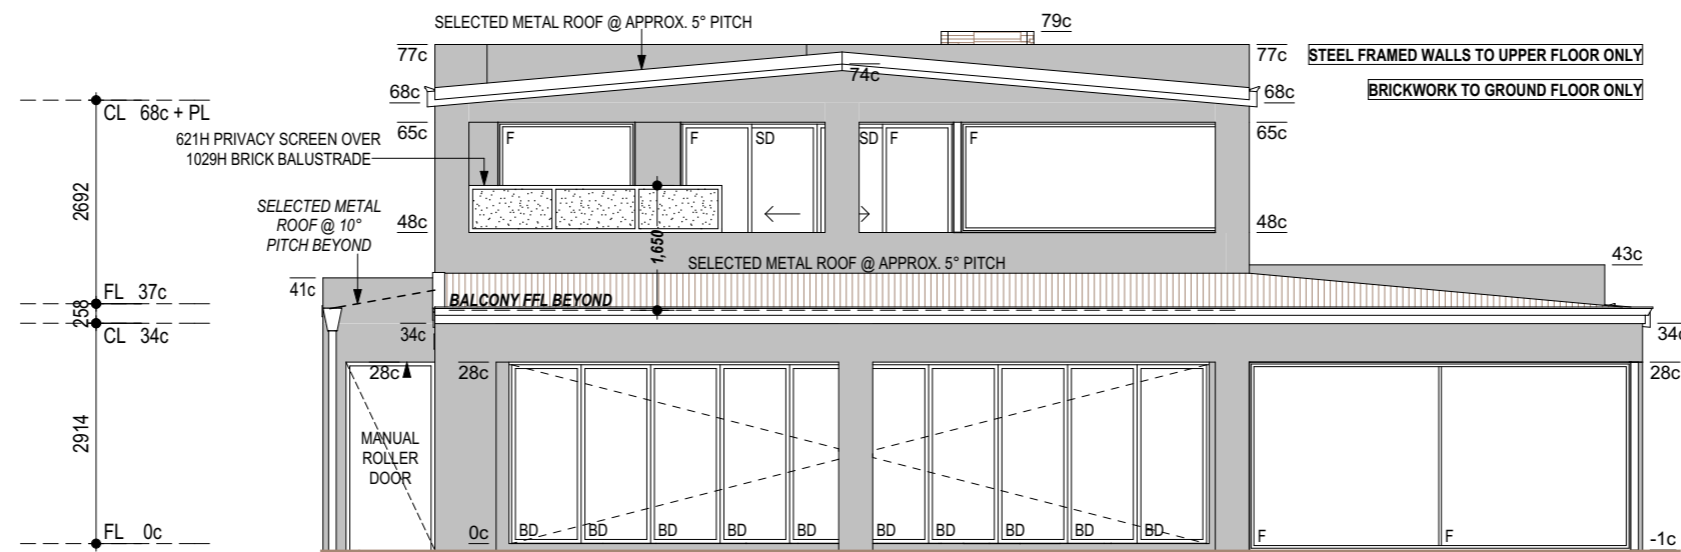 SELECTED METAL ROOF @ APPROX. 5° PITCH
79c
77c
77c
STEEL FRAMED WALLS TO UPPER FLOOR ONLY
74c
BRICKWORK TO GROUND FLOOR ONLY
68c
68c
CL 68c + PL
65c
65c
621H PRIVACY SCREEN OVER
1029H BRICK BALUSTRADE
F
F
SD
SD
F
F
2692
SELECTED METAL
ROOF @ 10°
PITCH BEYOND
48c
48c
1,650
SELECTED METAL ROOF @ APPROX. 5° PITCH
43c
41c
FL 37c
BALCONY FFL BEYOND
258
CL 34c
34c
34c
28c
28c
28c
2914
MANUAL
ROLLER
DOOR
FL 0c
0c
BD
BD
BD
BD
BD
BD
BD
BD
BD
BD
F
F
-1c